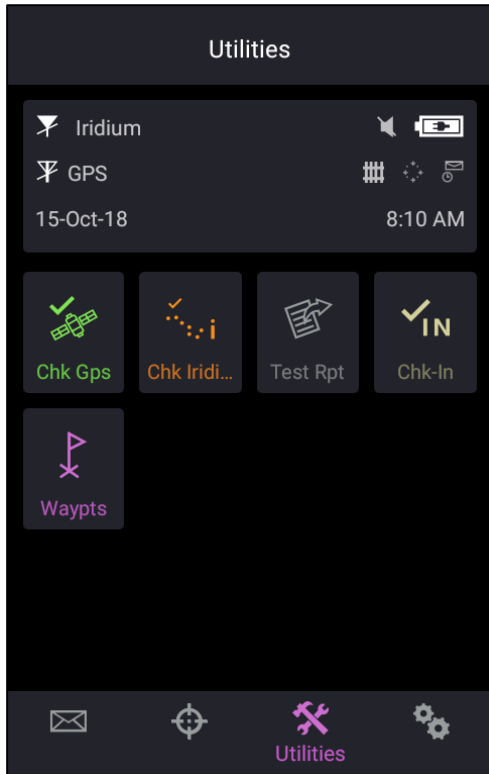 Utilities
Iridium
GPS
15-Oct-18 8:10 AM
Chk Gps Chk Iridi... Test Rpt Chk-In
Waypts
Utilities